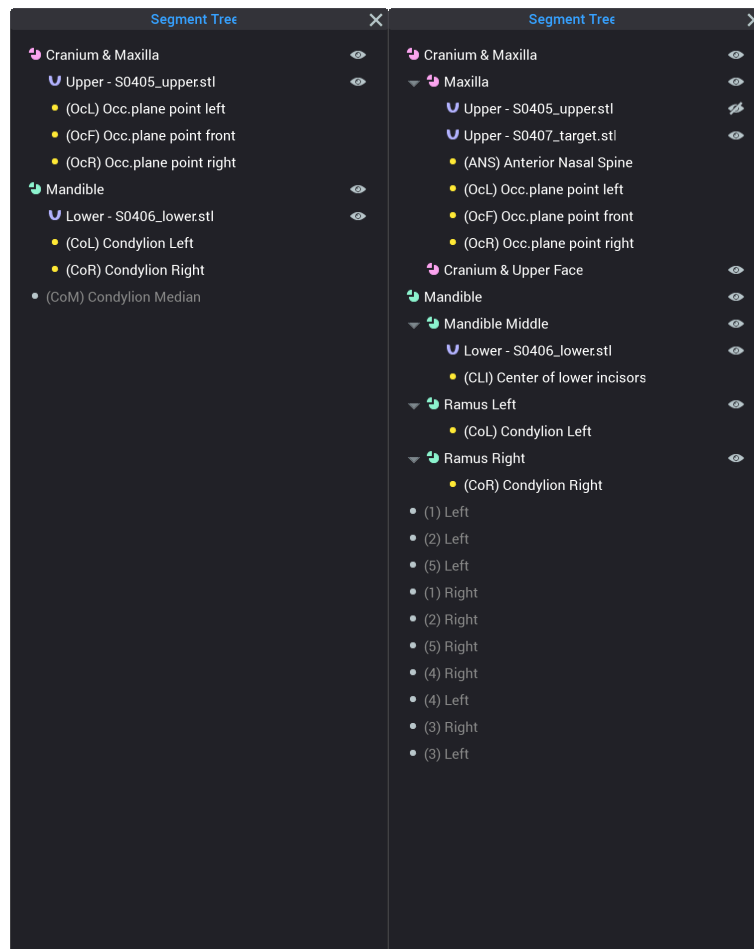 Segment Tree
Cranium & Maxilla
Upper - S0405_upper.stl
(OcL) Occ.plane point left
(OcF) Occ.plane point front
(OcR) Occ.plane point right
Mandible
Lower - S0406_lower.stl
(CoL) Condylion Left
(CoR) Condylion Right
(CoM) Condylion Median
Segment Tree
Cranium & Maxilla
Maxilla
Upper - S0405_upper.stl
Upper - S0407_target.stl
(ANS) Anterior Nasal Spine
(OcL) Occ.plane point left
(OcF) Occ.plane point front
(OcR) Occ.plane point right
Cranium & Upper Face
Mandible
Mandible Middle
Lower - S0406_lower.stl
(CLI) Center of lower incisors
Ramus Left
(CoL) Condylion Left
Ramus Right
(CoR) Condylion Right
(1) Left
(2) Left
(5) Left
(1) Right
(2) Right
(5) Right
(4) Right
(4) Left
(3) Right
(3) Left